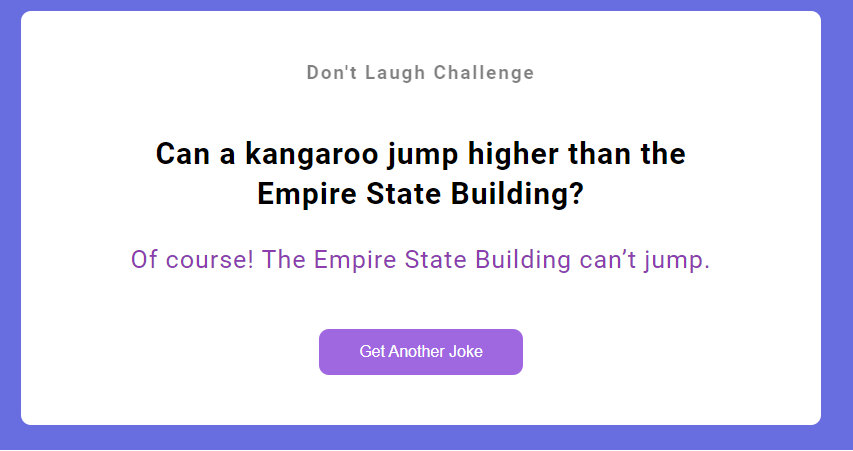 Don't Laugh Challenge
Can a kangaroo jump higher than the
Empire State Building?
Of course! The Empire State Building can’t jump.
Get Another Joke